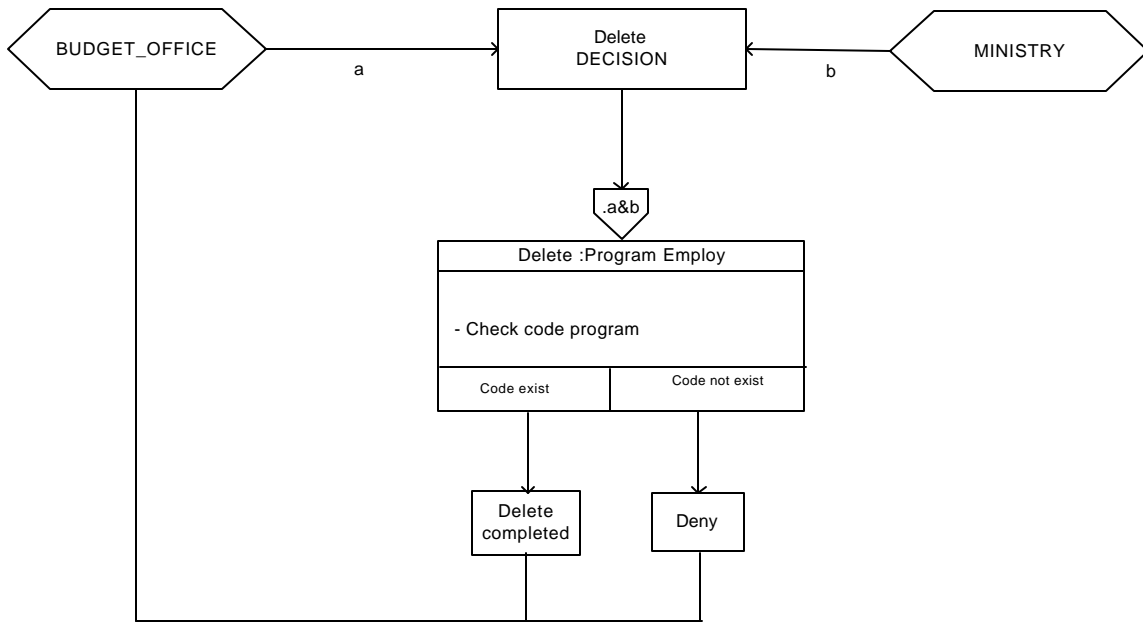 BUDGET_OFFICE
a
Delete
DECISION
b
MINISTRY
.a&b
Delete :Program Employ
- Check code program
Code exist
Code not exist
Delete
completed
Deny